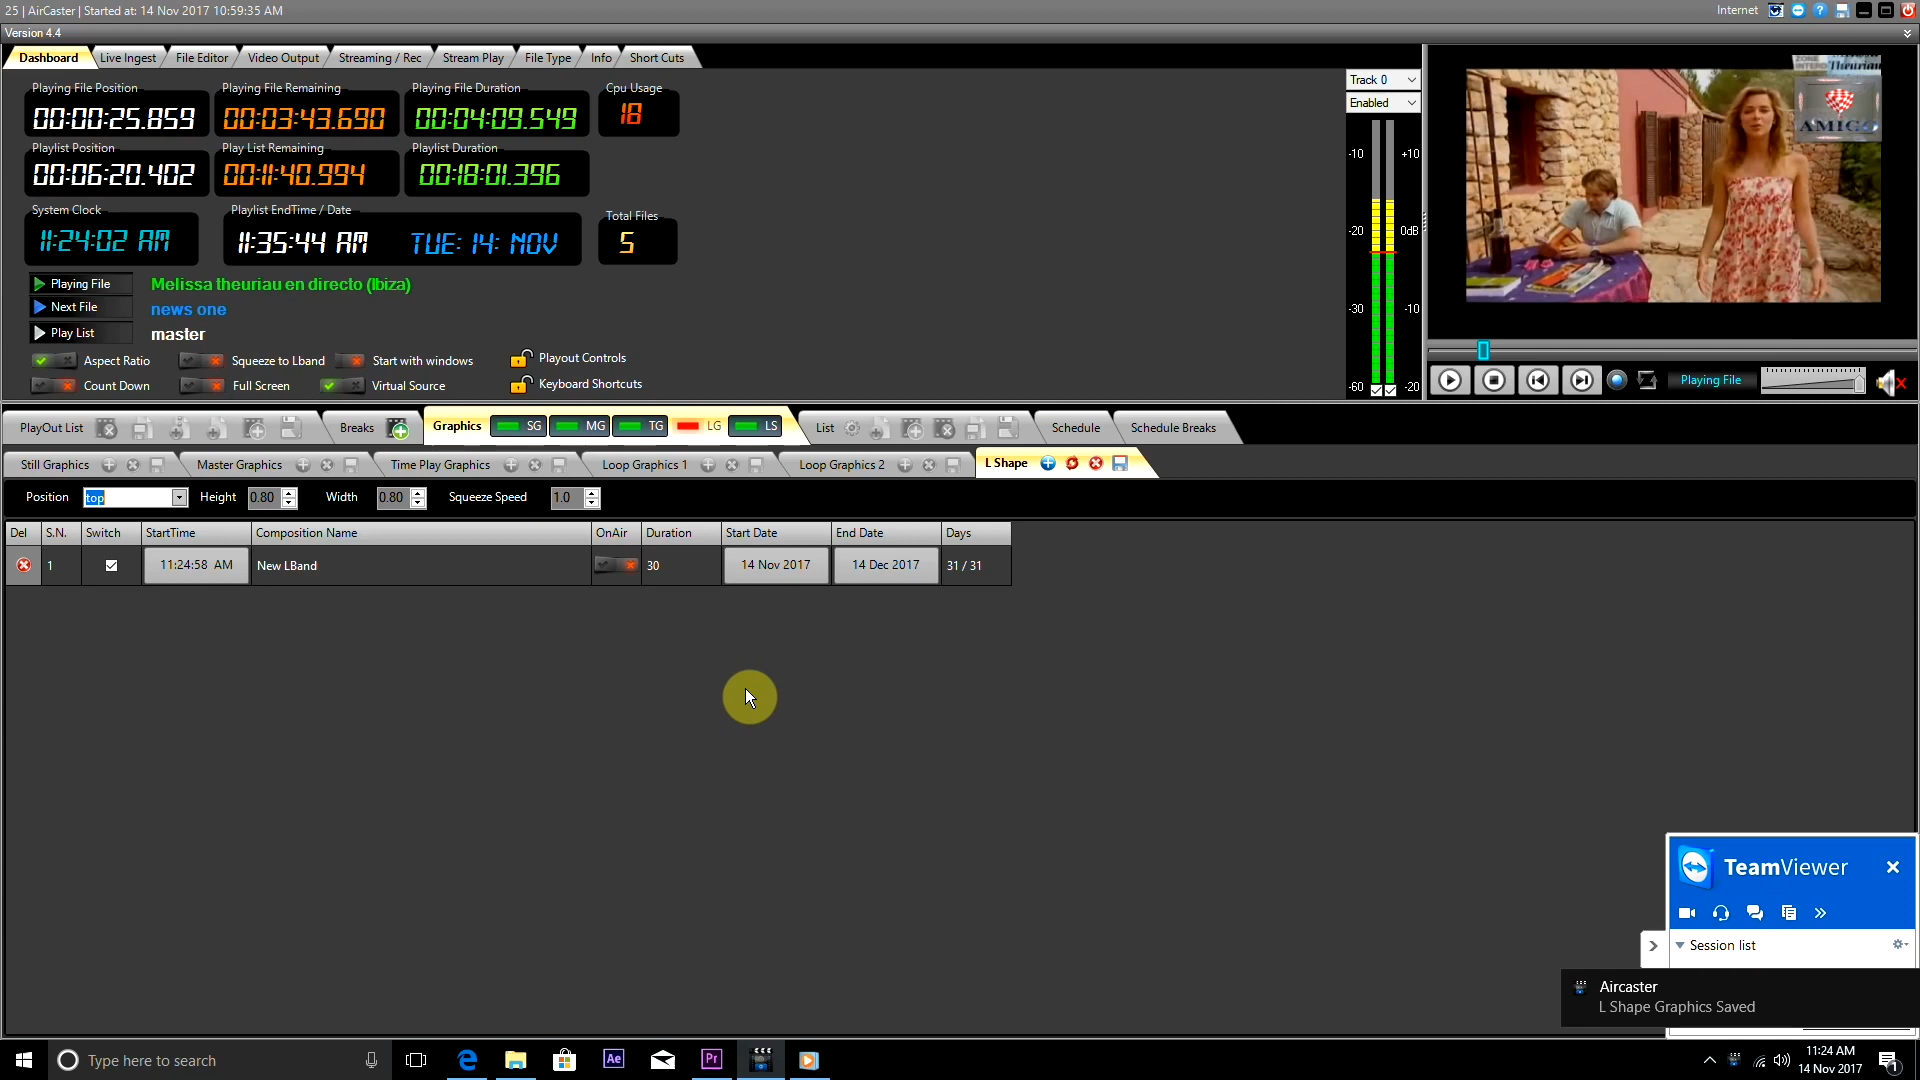 25 | AirCaster | Started at: 14 Nov 2017 10:59:35 AM
Internet
Version 4.4
Dashboard Live Ingest File Editor Video Output Streaming / Rec Stream Play File Type Info Short Cuts
Playing File Position Playing File Remaining Playing File Duration Cpu Usage
00:00:25.859 00:03:43.690 00:04:09.549 18
Playlist Position Play List Remaining Playlist Duration
00:06:20.402 00:11:40.994 00:18:01.396
System Clock Playlist EndTime / Date Total Files
11:24:02 AM 11:35:44 AM TUE: 14: NOV 5
Playing File Melissa theuriau en directo (Ibiza)
Next File news one
Play List master
Aspect Ratio Squeeze to Lband Start with windows Playout Controls
Count Down Full Screen Virtual Source Keyboard Shortcuts
Track 0
Enabled
-10 +10
-20 0dB
-30 -10
-60 -20
ZONE
INTERD
Theuriau
AMIGO
Playing File
PlayOut List Breaks Graphics SG MG TG LG LS List Schedule Schedule Breaks
Still Graphics Master Graphics Time Play Graphics Loop Graphics 1 Loop Graphics 2 L Shape
Position top Height 0.80 Width 0.80 Squeeze Speed 1.0
Del S.N. Switch StartTime Composition Name OnAir Duration Start Date End Date Days
1 11:24:58 AM New LBand 30 14 Nov 2017 14 Dec 2017 31 / 31
TeamViewer
Session list
Aircaster
L Shape Graphics Saved
Type here to search
Ae
Pr
11:24 AM
14 Nov 2017
1